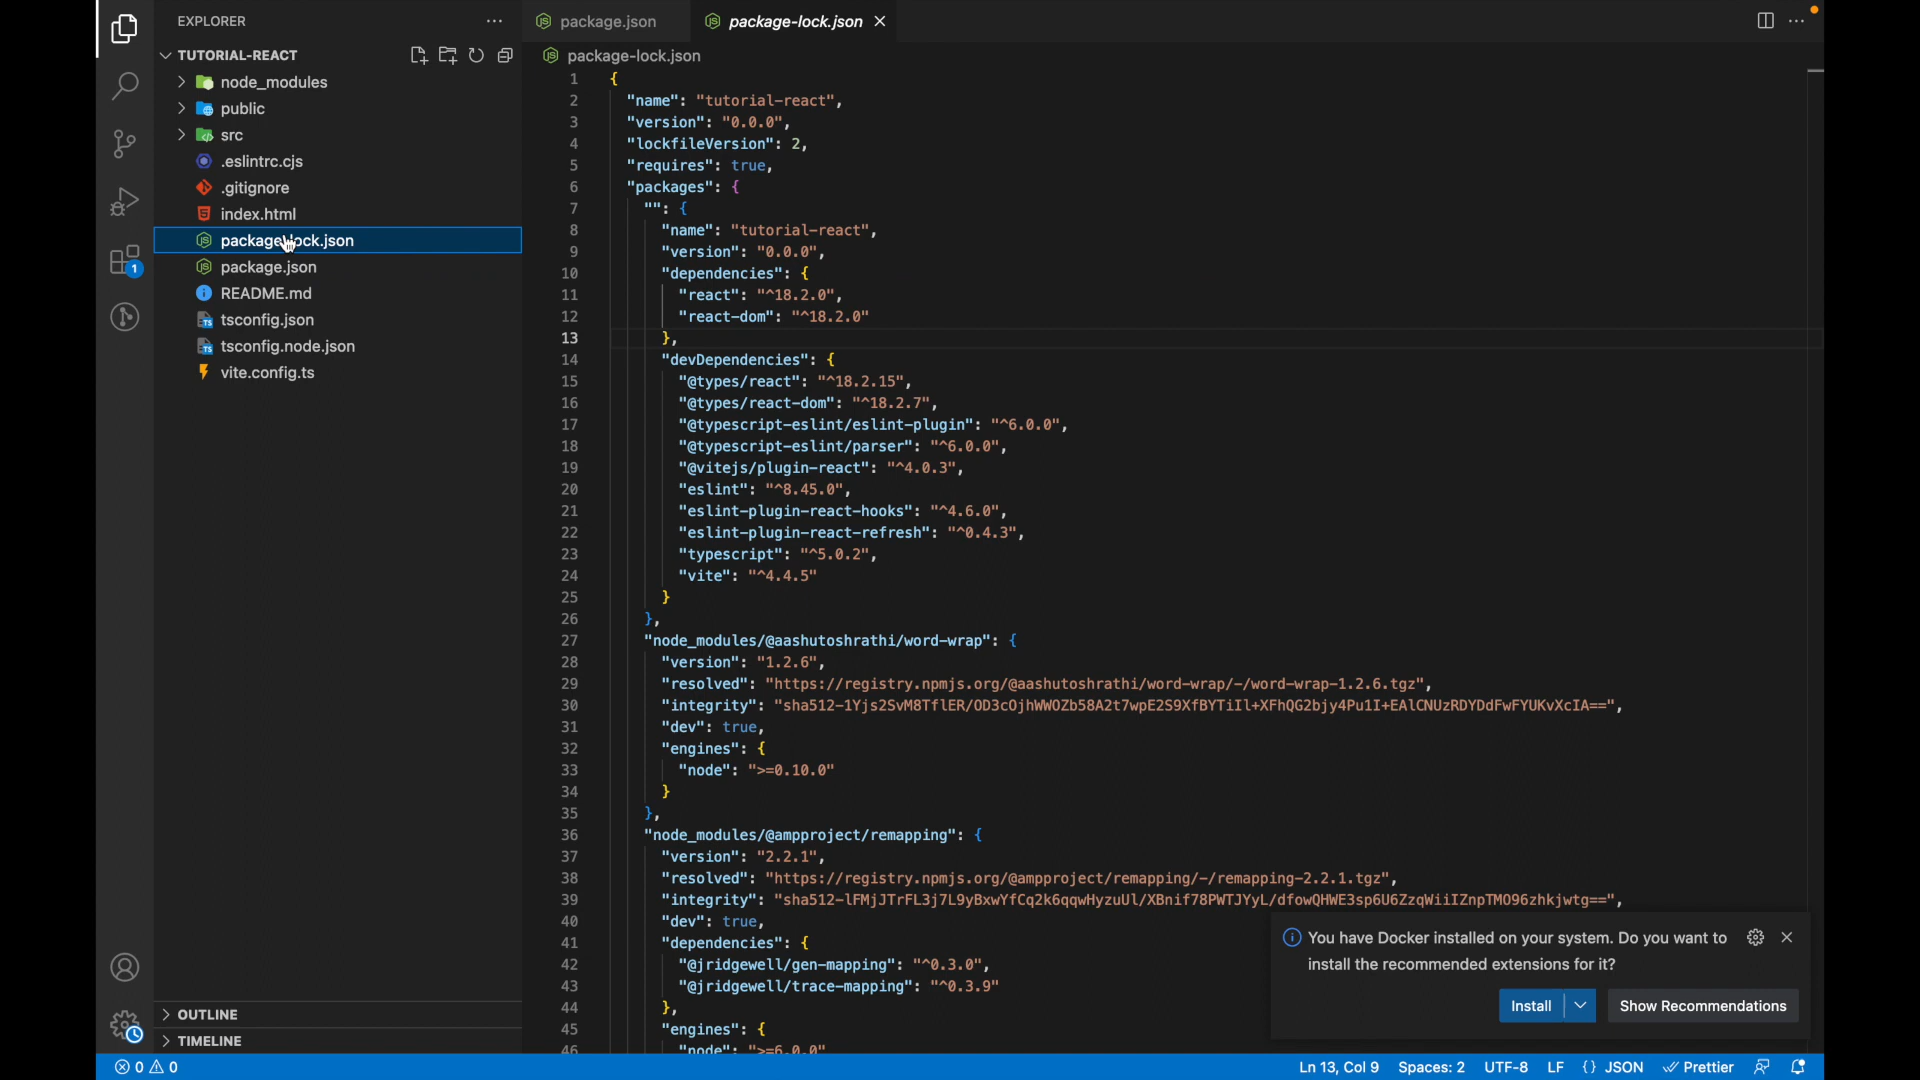 EXPLORER
TUTORIAL-REACT
node_modules
public
src
.eslintrc.cjs
.gitignore
index.html
package-lock.json
package.json
README.md
tsconfig.json
tsconfig.node.json
vite.config.ts
OUTLINE
TIMELINE
1
package.json
package-lock.json
package-lock.json
1 {
2 "name": "tutorial-react",
3 "version": "0.0.0",
4 "lockfileVersion": 2,
5 "requires": true,
6 "packages": {
7 "": {
8 "name": "tutorial-react",
9 "version": "0.0.0",
10 "dependencies": {
11 "react": "^18.2.0",
12 "react-dom": "^18.2.0"
13 },
14 "devDependencies": {
15 "@types/react": "^18.2.15",
16 "@types/react-dom": "^18.2.7",
17 "@typescript-eslint/eslint-plugin": "^6.0.0",
18 "@typescript-eslint/parser": "^6.0.0",
19 "@vitejs/plugin-react": "^4.0.3",
20 "eslint": "^8.45.0",
21 "eslint-plugin-react-hooks": "^4.6.0",
22 "eslint-plugin-react-refresh": "^0.4.3",
23 "typescript": "^5.0.2",
24 "vite": "^4.4.5"
25 }
26 },
27 "node_modules/@aashutoshrathi/word-wrap": {
28 "version": "1.2.6",
29 "resolved": "https://registry.npmjs.org/@aashutoshrathi/word-wrap/-/word-wrap-1.2.6.tgz",
30 "integrity": "sha512-1Yjs2SvM8TflER/OD3cOjhWWOZb58A2t7wpE2S9XfBYTiIl+XFhQG2bjy4Pu1I+EAlCNUzRDYDdFwFYUKvXcIA==",
31 "dev": true,
32 "engines": {
33 "node": ">=0.10.0"
34 }
35 },
36 "node_modules/@ampproject/remapping": {
37 "version": "2.2.1",
38 "resolved": "https://registry.npmjs.org/@ampproject/remapping/-/remapping-2.2.1.tgz",
39 "integrity": "sha512-lFMjJTrFL3j7L9yBxwYfCq2k6qqwHyzuUl/XBnif78PWTJYyL/dfowQHWE3sp6U6ZzqWiiIZnpTMO96zhkjwtg==",
40 "dev": true,
41 "dependencies": {
42 "@jridgewell/gen-mapping": "^0.3.0",
43 "@jridgewell/trace-mapping": "^0.3.9"
44 },
45 "engines": {
46 "node": ">=6.0.0"
You have Docker installed on your system. Do you want to
install the recommended extensions for it?
Install
Show Recommendations
0 0
Ln 13, Col 9 Spaces: 2 UTF-8 LF {} JSON Prettier